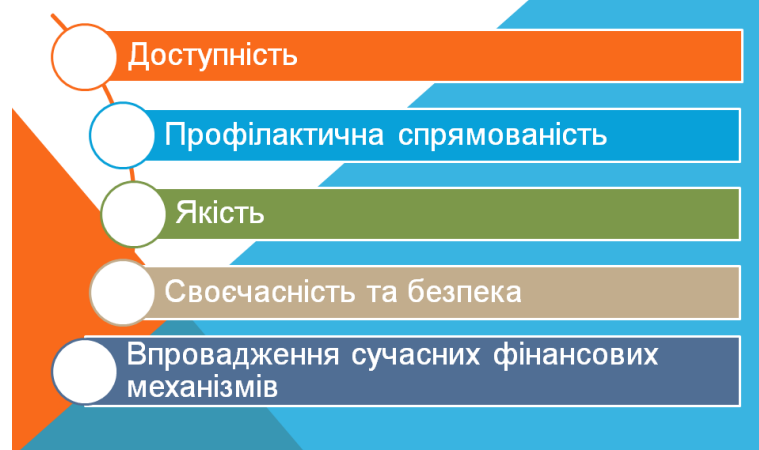 Доступність
Профілактична спрямованість
Якість
Своєчасність та безпека
Впровадження сучасних фінансових
механізмів